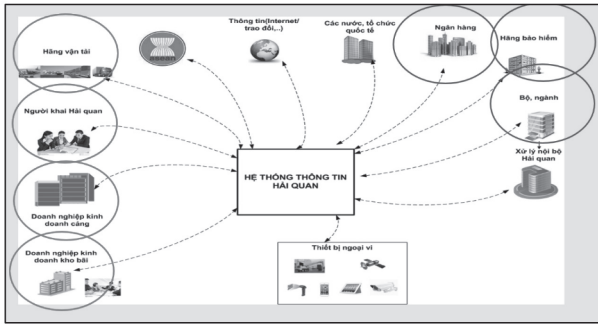 Hãng vận tải
Thông tin(Internet/
trao đổi,..)
Các nước, tổ chức
quốc tế
Ngân hàng
Hãng bảo hiểm
Người khai Hải quan
Bộ, ngành
Xử lý nội bộ
Hải quan
HỆ THỐNG THÔNG TIN
HẢI QUAN
Doanh nghiệp kinh
doanh cảng
Doanh nghiệp kinh
doanh kho bãi
Thiết bị ngoại vi